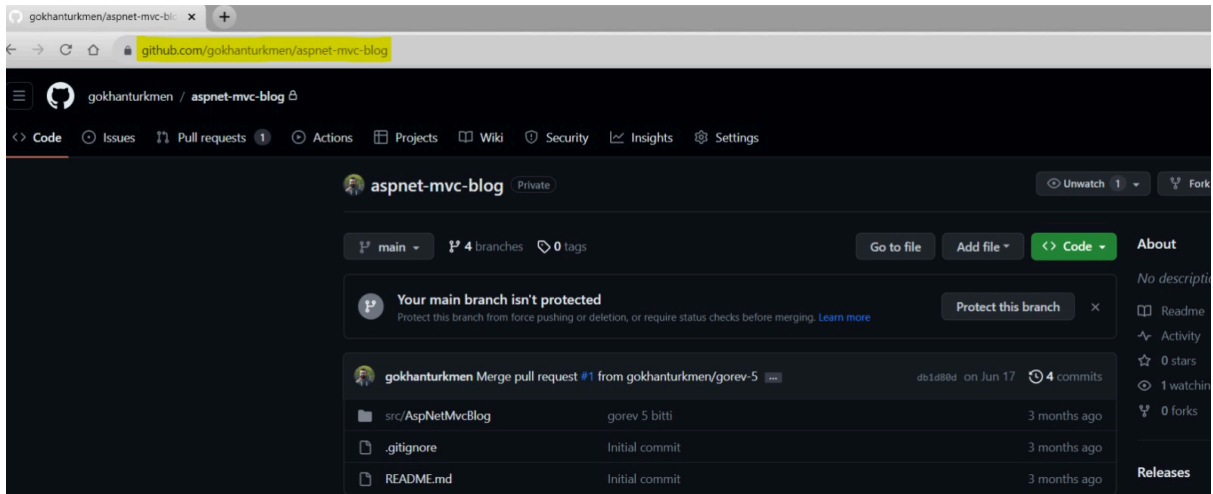 gokhanturkmen/aspnet-mvc-blo
github.com/gokhanturkmen/aspnet-mvc-blog
gokhanturkmen / aspnet-mvc-blog
<> Code Issues Pull requests 1 Actions Projects Wiki Security Insights Settings
aspnet-mvc-blog Private Unwatch 1 Fork
main 4 branches 0 tags Go to file Add file <> Code About
No descripti
Your main branch isn't protected Protect this branch
Protect this branch from force pushing or deletion, or require status checks before merging. Learn more
Readme
Activity
0 stars
1 watchin
0 forks
gokhanturkmen Merge pull request #1 from gokhanturkmen/gorev-5 ... db1d80d on Jun 17 4 commits
src/AspNetMvcBlog gorev 5 bitti 3 months ago
.gitignore Initial commit 3 months ago
README.md Initial commit 3 months ago
Releases